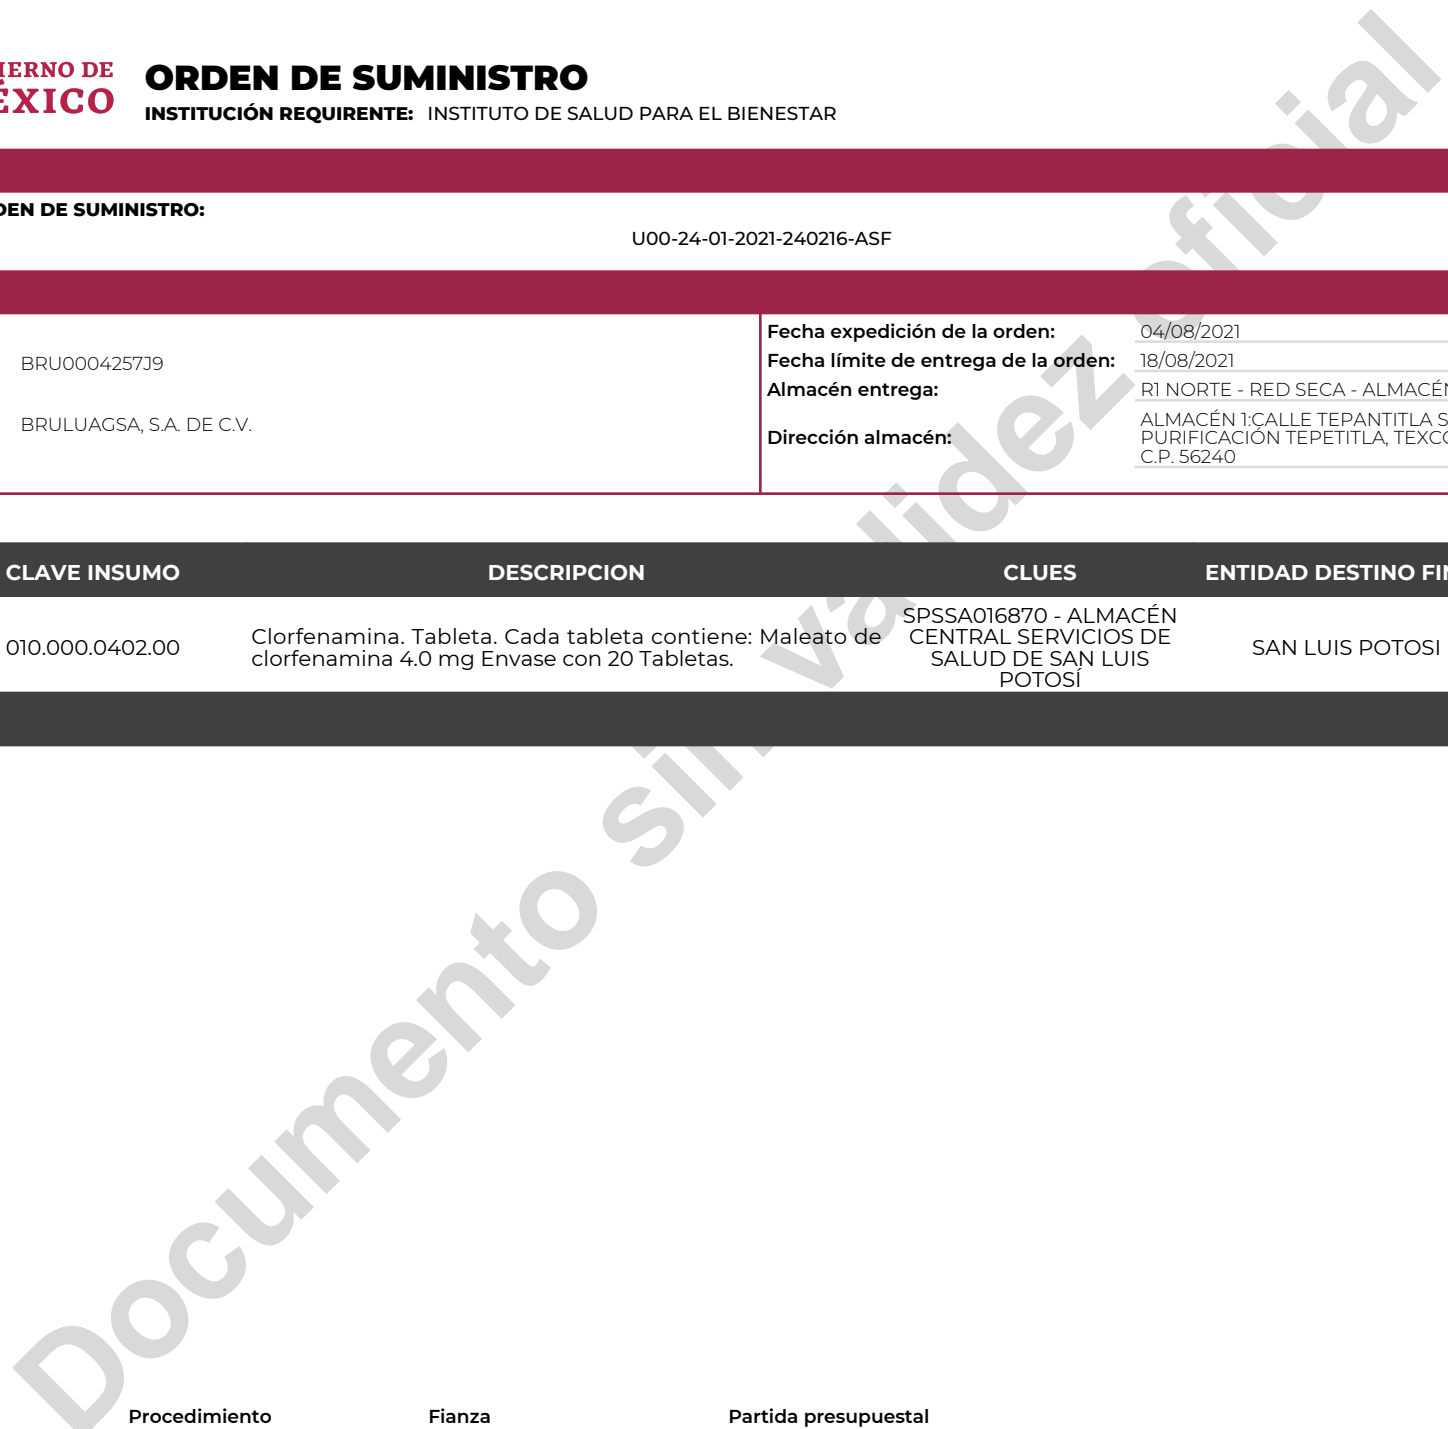 IERNO DE
ÉXICO
ORDEN DE SUMINISTRO
INSTITUCIÓN REQUIRENTE: INSTITUTO DE SALUD PARA EL BIENESTAR
DEN DE SUMINISTRO:
U00-24-01-2021-240216-ASF
BRU0004257J9
BRULUAGSA, S.A. DE C.V.
Fecha expedición de la orden: 04/08/2021
Fecha límite de entrega de la orden: 18/08/2021
Almacén entrega: R1 NORTE - RED SECA - ALMACÉN
Dirección almacén: ALMACÉN 1:CALLE TEPANTITLA S
PURIFICACIÓN TEPETITLA, TEXCO
C.P. 56240
CLAVE INSUMO DESCRIPCION CLUES ENTIDAD DESTINO FIN
010.000.0402.00
Clorfenamina. Tableta. Cada tableta contiene: Maleato de
clorfenamina 4.0 mg Envase con 20 Tabletas.
SPSSA016870 - ALMACÉN
CENTRAL SERVICIOS DE
SALUD DE SAN LUIS
POTOSÍ
SAN LUIS POTOSI
Documento sin validez oficial
Procedimiento Fianza Partida presupuestal